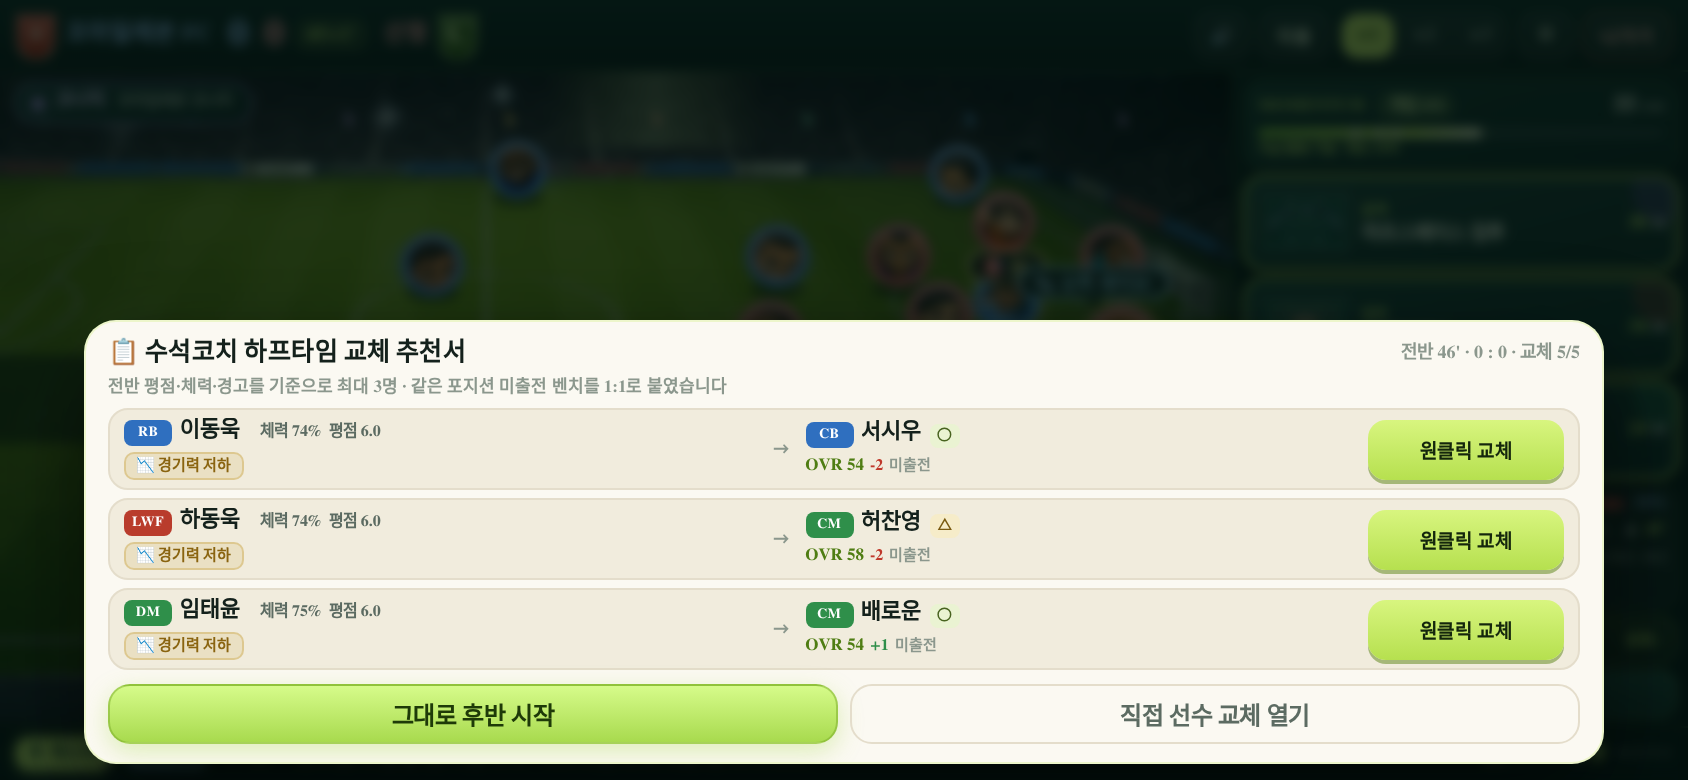 📋 수석코치 하프타임 교체 추천서
전반 46' · 0 : 0 · 교체 5/5
전반 평점·체력·경고를 기준으로 최대 3명 · 같은 포지션 미출전 벤치를 1:1로 붙였습니다
RB 이동욱 체력 74% 평점 6.0
📉 경기력 저하
→
CB 서시우 ○
OVR 54 -2 미출전
원클릭 교체
LWF 하동욱 체력 74% 평점 6.0
📉 경기력 저하
→
CM 허찬영 △
OVR 58 -2 미출전
원클릭 교체
DM 임태윤 체력 75% 평점 6.0
📉 경기력 저하
→
CM 배로운 ○
OVR 54 +1 미출전
원클릭 교체
그대로 후반 시작
직접 선수 교체 열기